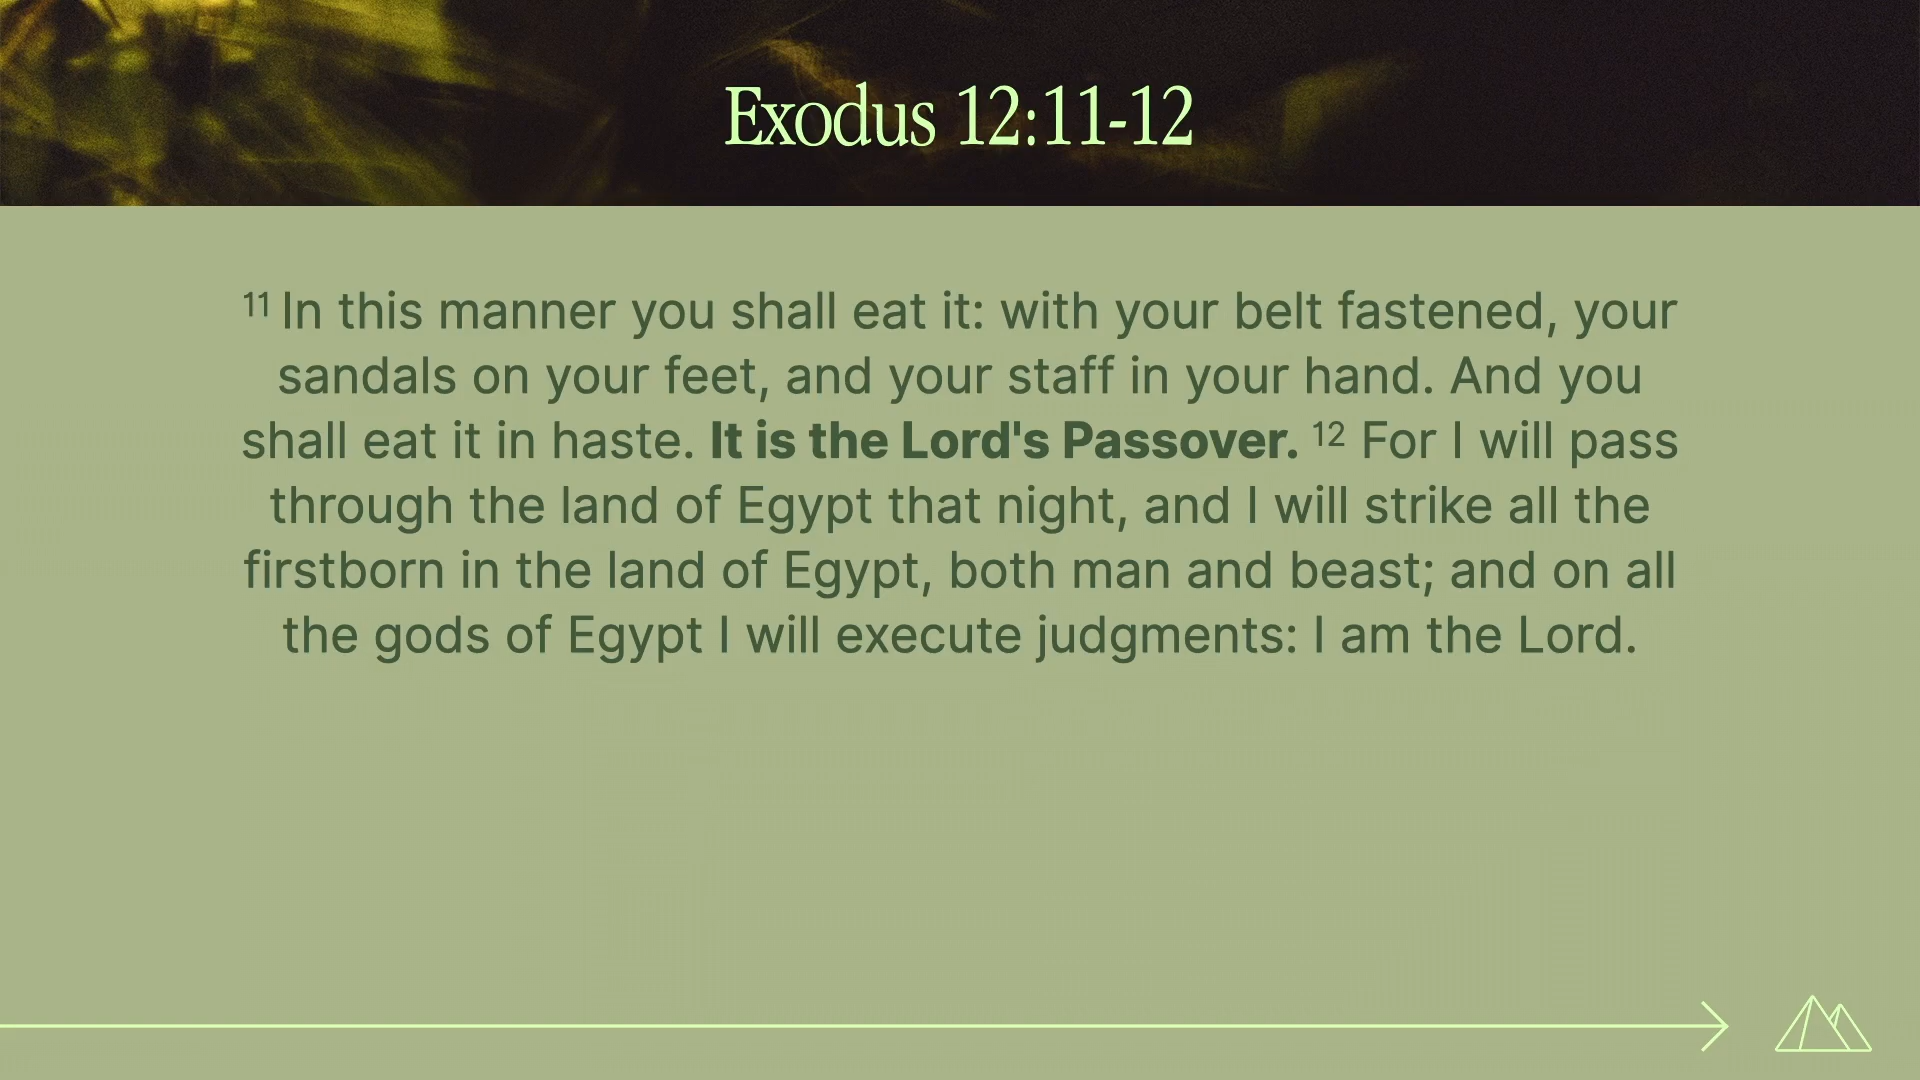 Exodus 12:11-12
11 In this manner you shall eat it: with your belt fastened, your
sandals on your feet, and your staff in your hand. And you
shall eat it in haste. It is the Lord's Passover. 12 For I will pass
through the land of Egypt that night, and I will strike all the
firstborn in the land of Egypt, both man and beast; and on all
the gods of Egypt I will execute judgments: I am the Lord.